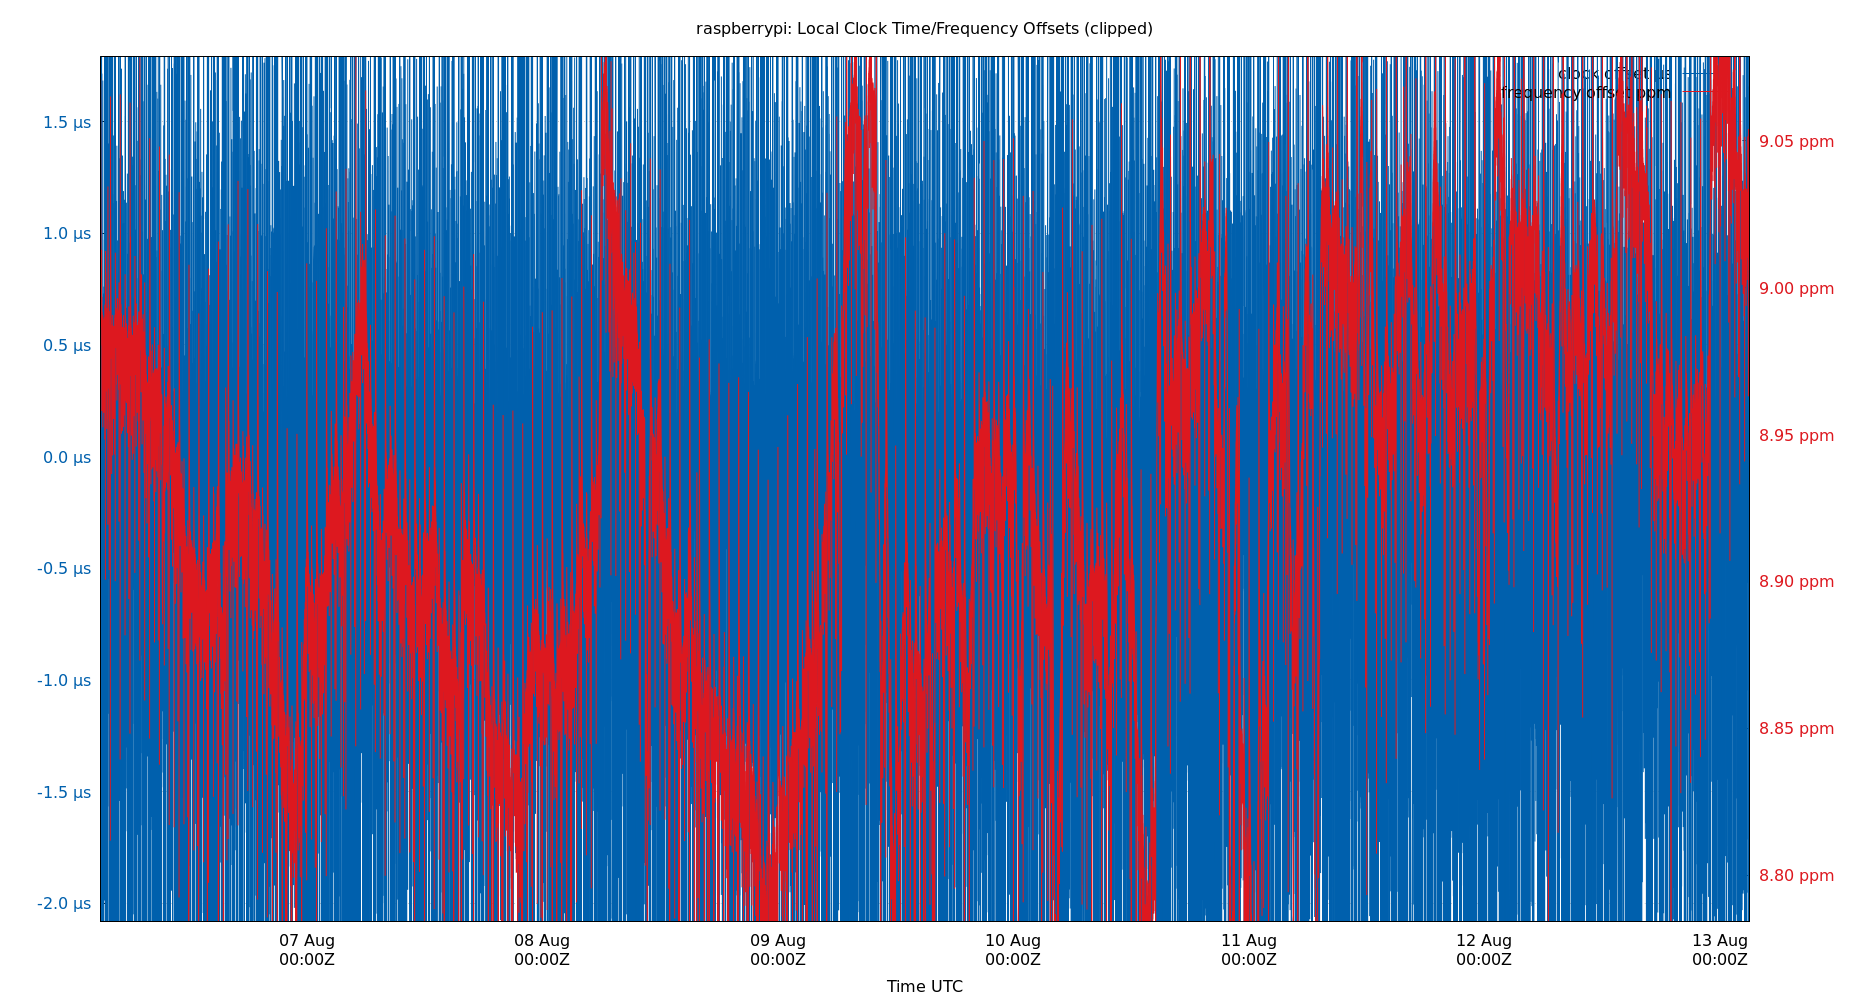 raspberrypi: Local Clock Time/Frequency Offsets (clipped)
clock offset µs
frequency offset ppm
1.5 µs
1.0 µs
0.5 µs
0.0 µs
-0.5 µs
-1.0 µs
-1.5 µs
-2.0 µs
9.05 ppm
9.00 ppm
8.95 ppm
8.90 ppm
8.85 ppm
8.80 ppm
07 Aug
00:00Z
08 Aug
00:00Z
09 Aug
00:00Z
10 Aug
00:00Z
11 Aug
00:00Z
12 Aug
00:00Z
13 Aug
00:00Z
Time UTC